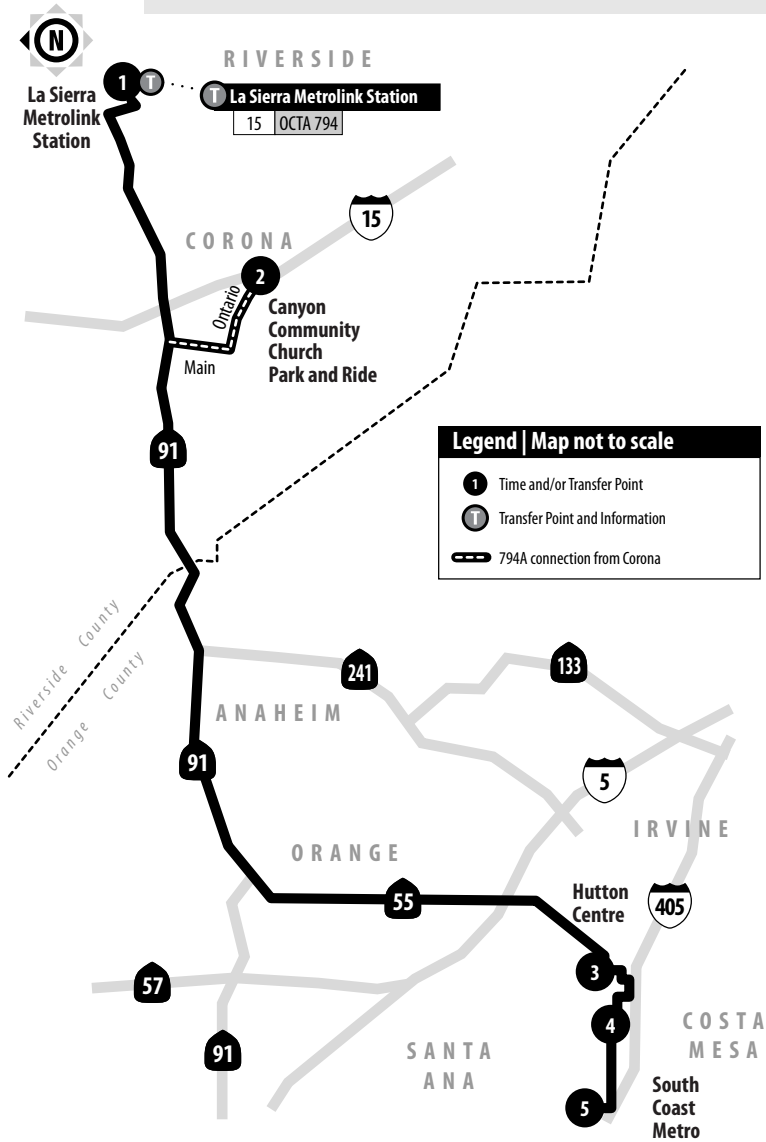 N
RIVERSIDE
1
T
La Sierra
Metrolink
Station
T La Sierra Metrolink Station
15 OCTA 794
15
CORONA
2
Ontario
Main
Canyon
Community
Church
Park and Ride
91
Legend | Map not to scale
1 Time and/or Transfer Point
T Transfer Point and Information
794A connection from Corona
Riverside County
Orange County
241
133
ANAHEIM
91
5
IRVINE
ORANGE
55
Hutton
Centre
405
3
57
4
COSTA
MESA
91
SANTA
ANA
5
South
Coast
Metro